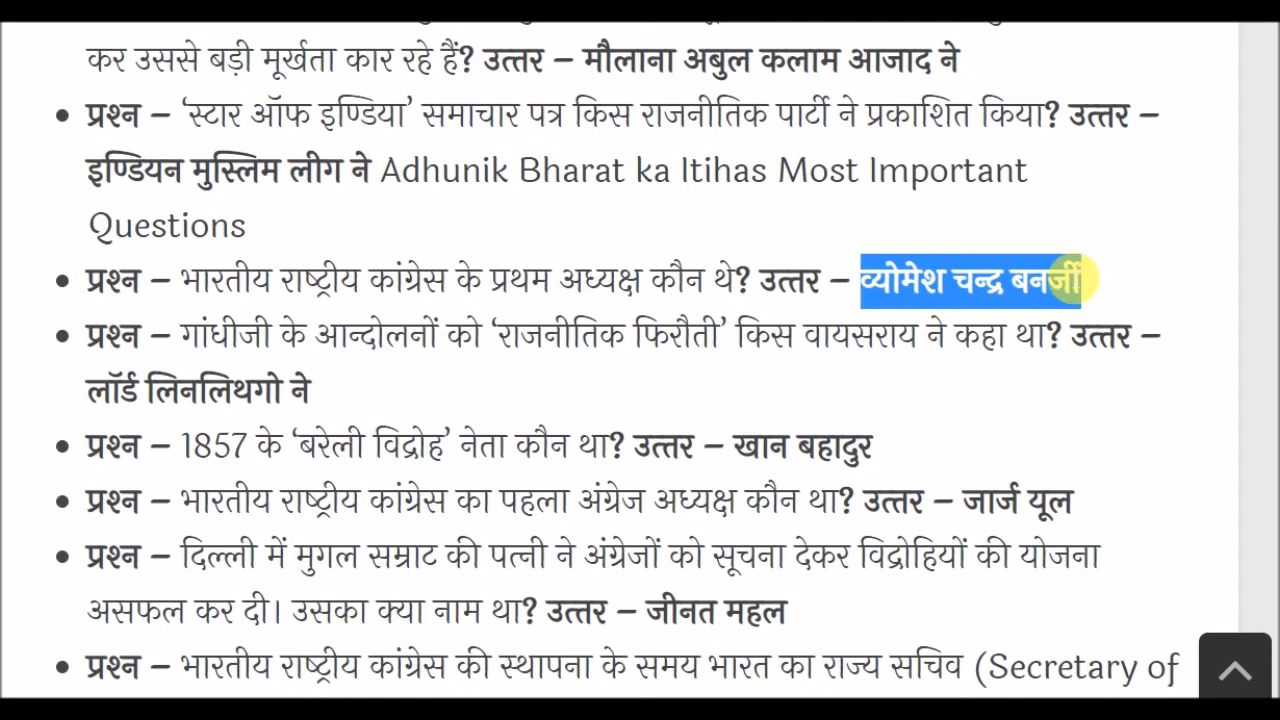 कर उससे बड़ी मूर्खता कार रहे हैं? उत्तर – मौलाना अबुल कलाम आजाद ने
• प्रश्न – ‘स्टार ऑफ इण्डिया’ समाचार पत्र किस राजनीतिक पार्टी ने प्रकाशित किया? उत्तर –
इण्डियन मुस्लिम लीग ने Adhunik Bharat ka Itihas Most Important
Questions
• प्रश्न – भारतीय राष्ट्रीय कांग्रेस के प्रथम अध्यक्ष कौन थे? उत्तर – व्योमेश चन्द्र बनर्जी
• प्रश्न – गांधीजी के आन्दोलनों को ‘राजनीतिक फिरौती’ किस वायसराय ने कहा था? उत्तर –
लॉर्ड लिनलिथगो ने
• प्रश्न – 1857 के ‘बरेली विद्रोह’ नेता कौन था? उत्तर – खान बहादुर
• प्रश्न – भारतीय राष्ट्रीय कांग्रेस का पहला अंग्रेज अध्यक्ष कौन था? उत्तर – जार्ज यूल
• प्रश्न – दिल्ली में मुगल सम्राट की पत्नी ने अंग्रेजों को सूचना देकर विद्रोहियों की योजना
असफल कर दी। उसका क्या नाम था? उत्तर – जीनत महल
• प्रश्न – भारतीय राष्ट्रीय कांग्रेस की स्थापना के समय भारत का राज्य सचिव (Secretary of